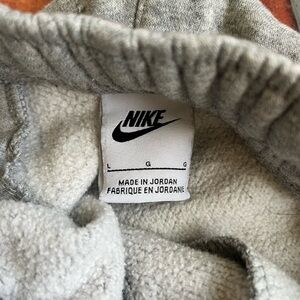 NIKE
L G G
MADE IN JORDAN
FABRIQUE EN JORDANIE